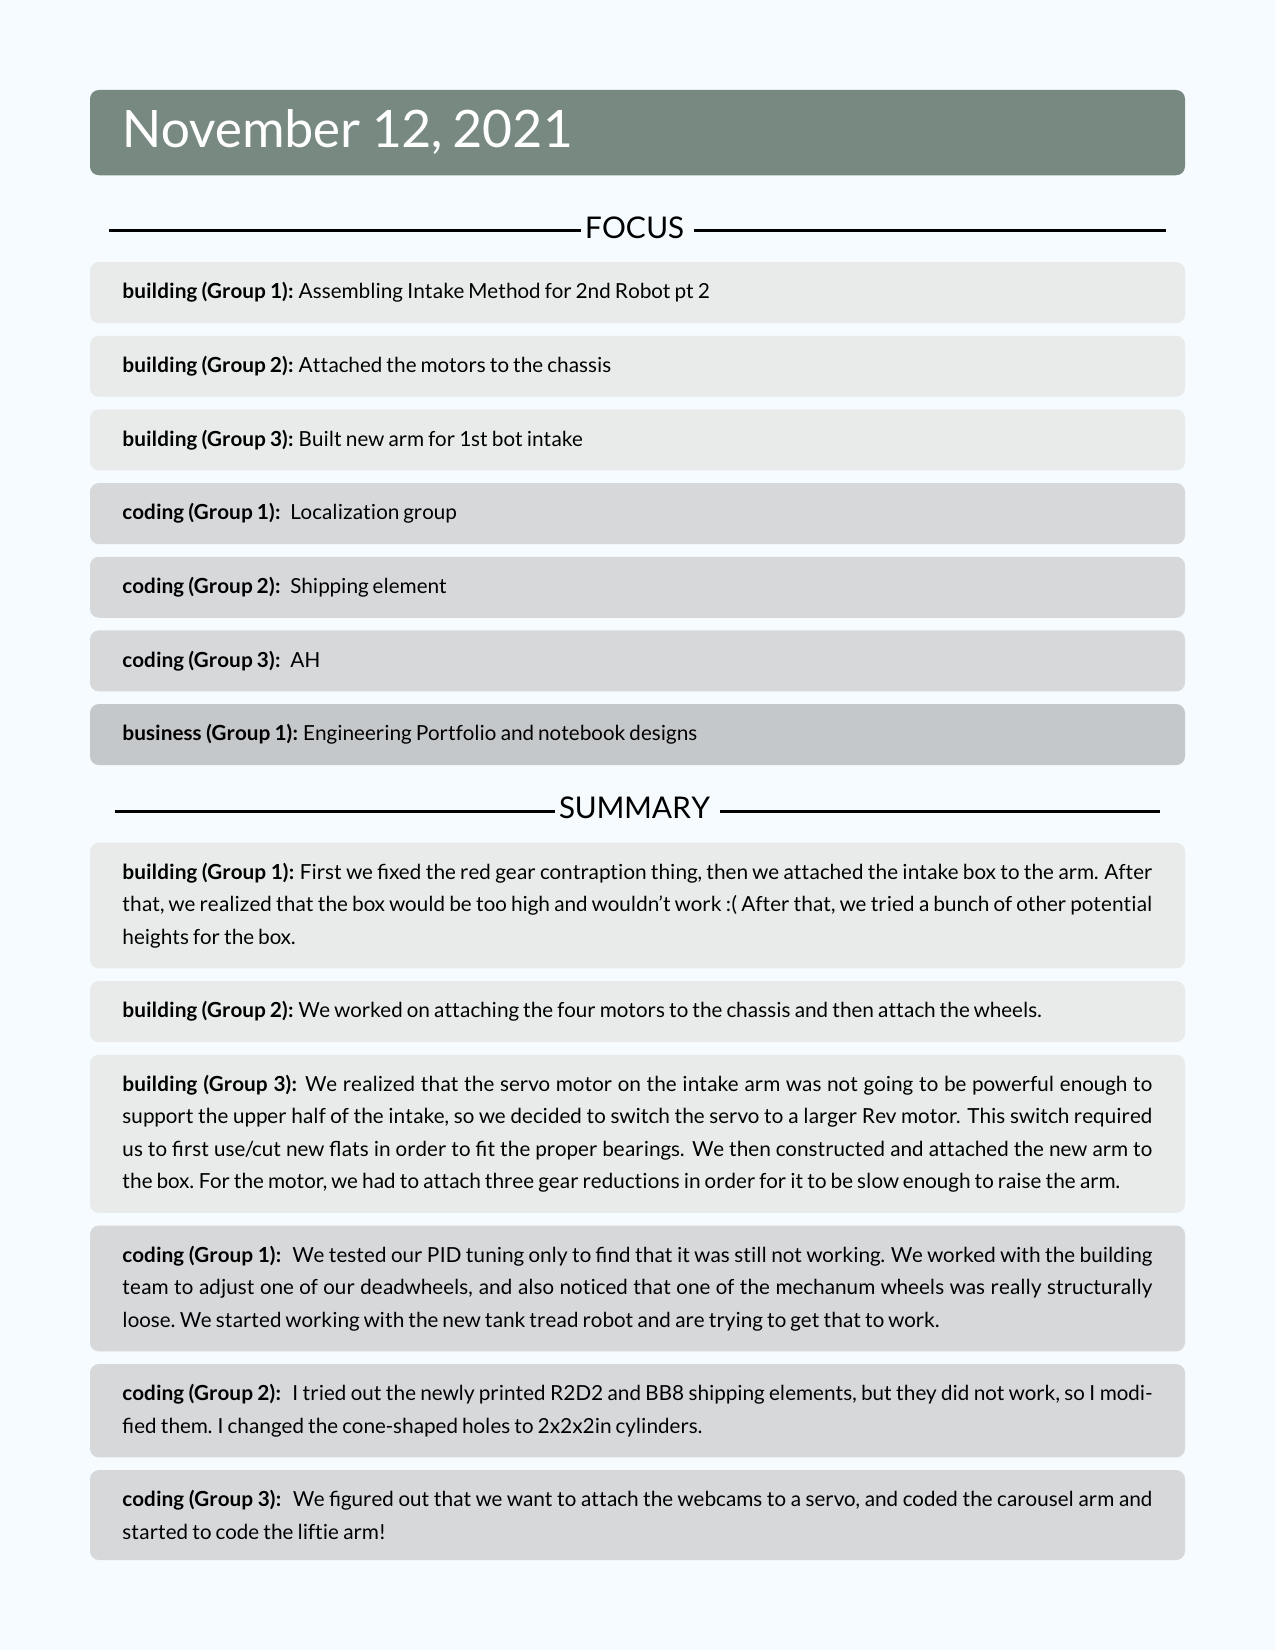 November 12, 2021
FOCUS
building (Group 1): Assembling Intake Method for 2nd Robot pt 2
building (Group 2): Attached the motors to the chassis
building (Group 3): Built new arm for 1st bot intake
coding (Group 1): Localization group
coding (Group 2): Shipping element
coding (Group 3): AH
business (Group 1): Engineering Portfolio and notebook designs
SUMMARY
building (Group 1): First we fixed the red gear contraption thing, then we attached the intake box to the arm. After
that, we realized that the box would be too high and wouldn’t work :( After that, we tried a bunch of other potential
heights for the box.
building (Group 2): We worked on attaching the four motors to the chassis and then attach the wheels.
building (Group 3): We realized that the servo motor on the intake arm was not going to be powerful enough to
support the upper half of the intake, so we decided to switch the servo to a larger Rev motor. This switch required
us to first use/cut new flats in order to fit the proper bearings. We then constructed and attached the new arm to
the box. For the motor, we had to attach three gear reductions in order for it to be slow enough to raise the arm.
coding (Group 1): We tested our PID tuning only to find that it was still not working. We worked with the building
team to adjust one of our deadwheels, and also noticed that one of the mechanum wheels was really structurally
loose. We started working with the new tank tread robot and are trying to get that to work.
coding (Group 2): I tried out the newly printed R2D2 and BB8 shipping elements, but they did not work, so I modi-
fied them. I changed the cone-shaped holes to 2x2x2in cylinders.
coding (Group 3): We figured out that we want to attach the webcams to a servo, and coded the carousel arm and
started to code the liftie arm!